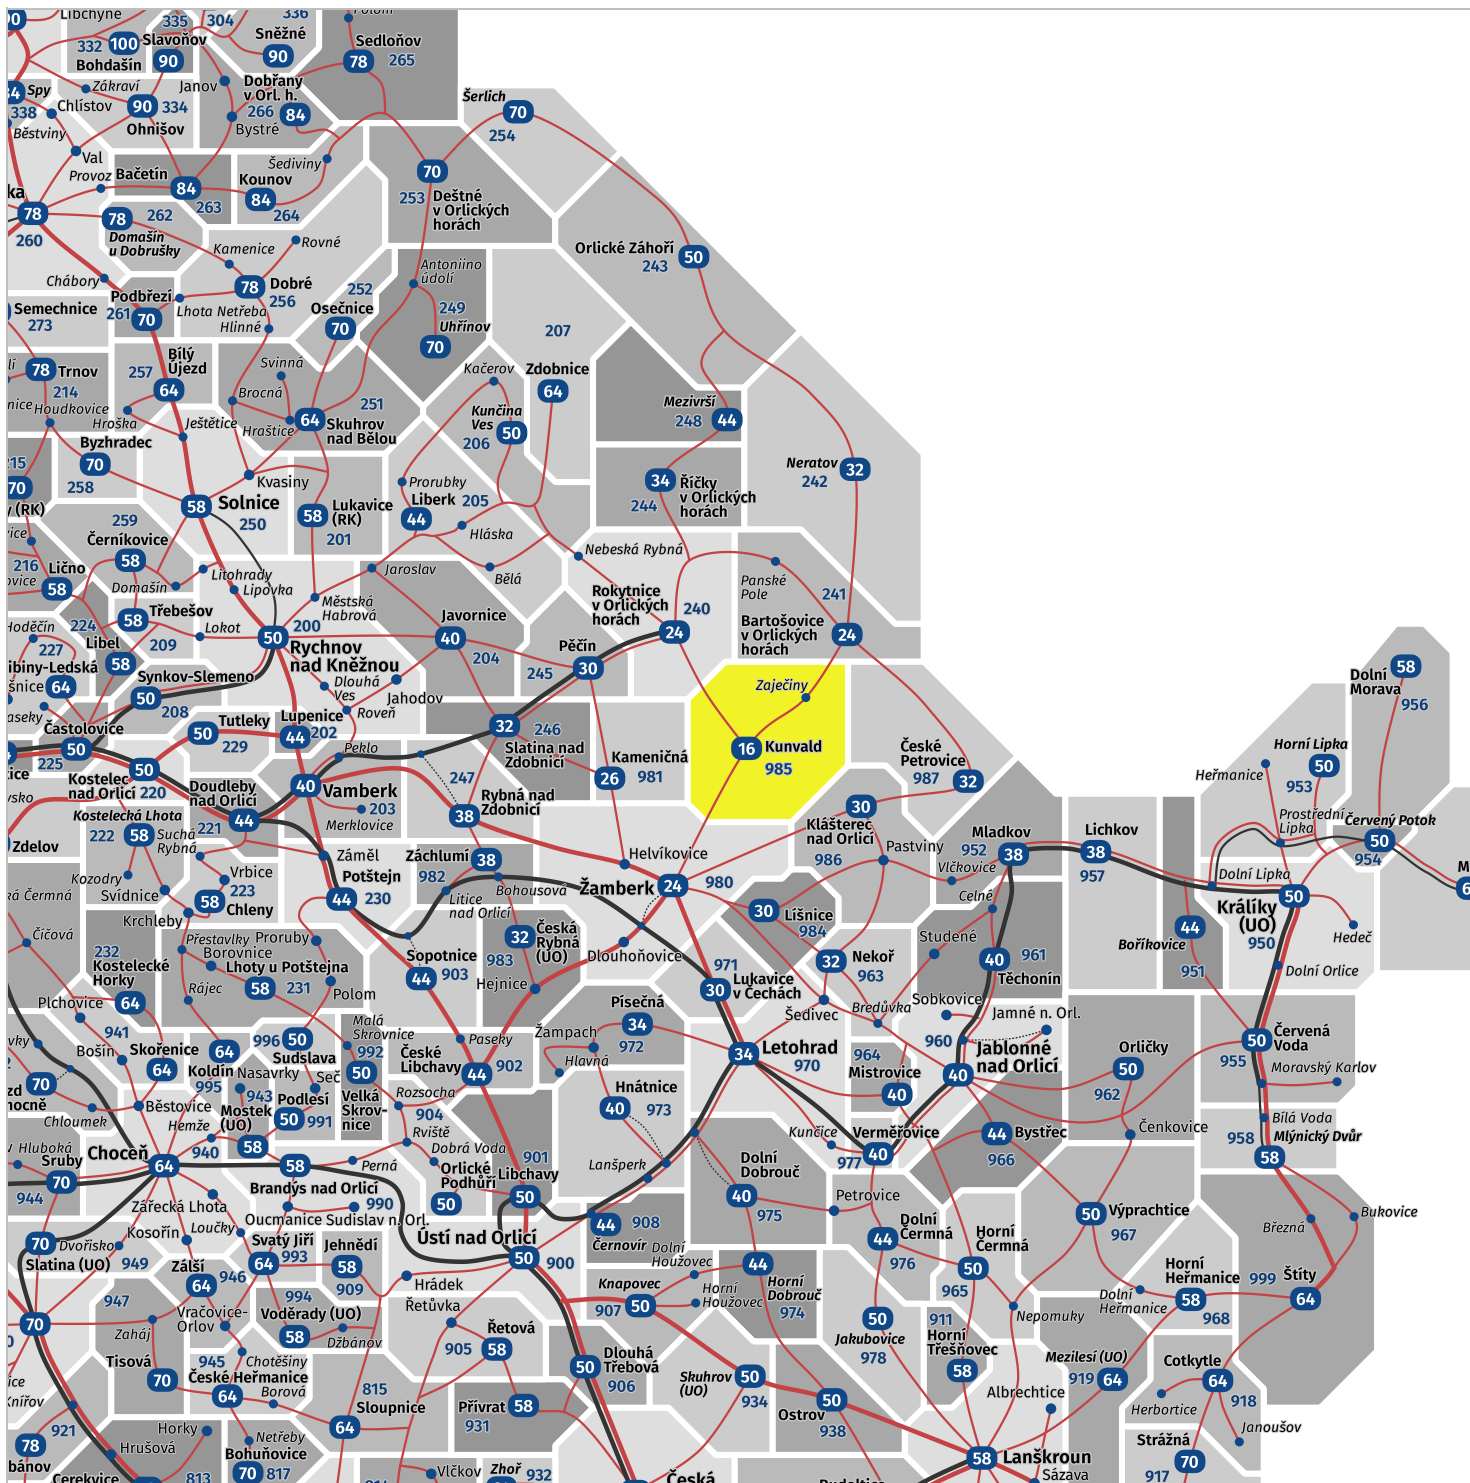 Libchyně
335
304
336
Polom
332
100
Slavoňov
Sněžné
Sedloňov
265
Bohdašín
90
90
78
Spy
Zákraví
Janov
Dobřany
v Orl. h.
338
Chlístov
90
334
266
84
Šerlich
70
254
Běstviny
Ohnišov
Bystré
Val
Provoz
Bačetín
Kounov
Šediviny
70
84
84
253
Deštné
v Orlických
horách
78
78
262
263
264
260
Domašín
u Dobrušky
Kamenice
Rovné
Orlické Záhoří
50
243
Chábory
78
Dobré
256
252
Antoniino
údolí
Podbřezí
Semechnice
273
261
70
Lhota Netřeba
Hlinné
Osečnice
70
249
Uhřínov
70
207
78
Trnov
214
257
Bílý
Újezd
64
Svinná
Kačerov
Zdobnice
64
Houdkovice
Hroška
Brocná
251
Kunčina
Ves
50
206
Mezivrší
248
44
Ještětice
Hraštice
64
Skuhrov
nad Bělou
Byzhradec
70
258
Kvasiny
Prorubky
Neratov
242
32
70
(RK)
58
Solnice
250
58
Lukavice
(RK)
201
Liberk
205
44
34
Říčky
v Orlických
horách
244
259
Černíkovice
58
Hláska
Nebeská Rybná
216
Lično
58
Domašín
Litohrady
Lipovka
Jaroslav
Bělá
Panské
Pole
241
Městská
Habrová
Rokytnice
v Orlických
horách
240
24
Třebešov
58
224
209
Lokot
200
50
Rychnov
nad Kněžnou
Javornice
40
204
Bartošovice
v Orlických
horách
24
227
Libel
58
Pěčín
245
30
64
Synkov-Slemeno
50
208
Dlouhá
Ves
Jahodov
Roveň
Zaječiny
Dolní
Morava
58
956
Častolovice
50
225
50
Tutleky
229
Lupenice
44
202
32
246
Slatina nad
Zdobnicí
Kameničná
26
981
16
Kunvald
985
České
Petrovice
987
32
Horní Lipka
Heřmanice
50
953
Kostelec
nad Orlicí
50
220
Peklo
Doudleby
nad Orlicí
40
Vamberk
247
Rybná nad
Zdobnicí
38
Kostelecká Lhota
222
58
Suchá
Rybná
221
44
203
Merklovice
30
Klášterec
nad Orlicí
986
Pastviny
Mladkov
952
38
Lichkov
38
957
Prostřední
Lipka
Červený Potok
50
954
Zdelov
Záměl
Potštejn
Záchlumí
38
982
Helvíkovice
Vlčkovice
Dolní Lipka
Kozodry
Svídnice
Vrbice
223
58
Chleny
44
230
Litice
nad Orlicí
Bohousová
Žamberk
24
980
30
Líšnice
984
Celné
Králíky
(UO)
50
950
Krchleby
Číčová
232
Kostelecké
Horky
64
Přestavlky
Borovnice
Proruby
Lhoty u Potštejna
58
231
Sopotnice
44
903
32
Česká
Rybná
(UO)
983
Dlouhoňovice
32
Nekoř
963
Studené
40
961
Těchonín
44
Boříkovice
951
Hedeč
Dolní Orlice
Rájec
Polom
Hejnice
971
30
Lukavice
v Čechách
Plchovice
941
Bošín
Skořenice
64
64
Koldín
995
996
50
Sudslava
Malá
Skrovnice
992
50
Velká
Skrov-
nice
České
Libchavy
44
902
Paseky
Písečná
34
972
Žampach
Hlavná
Šedivec
Bredůvka
Sobkovice
Jamné n. Orl.
960
Jablonné
nad Orlicí
40
Orličky
50
962
Červená
Voda
50
955
Moravský Karlov
34
Letohrad
970
964
Mistrovice
40
70
Chloumek
Nasavrky
943
Seč
Podlesí
50
991
Rozsocha
904
Hnátnice
40
973
Běstovice
Hemže
Mostek
(UO)
58
Rviště
Dobrá Voda
Bílá Voda
Mlýnický Dvůr
58
958
Kunčice
Verměřovice
977
40
44
Bystřec
966
Čenkovice
Hluboká
Sruby
70
944
Choceň
64
940
58
Brandýs nad Orlicí
Perná
990
Orlické
Podhůří
50
901
Libchavy
50
Lanšperk
Dolní
Dobrouč
40
975
Petrovice
50
Výprachtice
967
Zářecká Lhota
Loučky
Oucmanice
Sudislav n. Orl.
44
Černovír
908
Dolní
Čermná
44
976
Horní
Čermná
50
965
Březná
Bukovice
70
Slatina (UO)
Dvořisko
949
Kosořín
Svatý Jiří
64
993
Jehnědí
58
909
Ústí nad Orlicí
50
900
Dolní
Houžovec
Horní
Houžovec
44
Horní
Dobrouč
974
Zálší
64
946
994
Voděrady (UO)
58
Hrádek
Řetůvka
Knapovec
907
50
Horní
Heřmanice
58
968
Dolní
Heřmanice
999
Štíty
64
947
Zaháj
Vračovice-
Orlov
Džbánov
Řetová
58
905
50
Jakubovice
978
911
Horní
Třešňovec
58
Nepomuky
70
Tisová
70
945
Chotěšiny
České Heřmanice
64
Borová
815
Sloupnice
64
Dlouhá
Třebová
50
906
Skuhrov
(UO)
50
934
Mezilesí (UO)
919
64
Cotkytle
64
918
Přívrat
58
931
50
Ostrov
938
Albrechtice
Herbortice
Janoušov
921
78
Horky
Hrušová
Cerekvice
Netřeby
Bohuňovice
70
817
813
Vlčkov
Zhoř
932
Česká
58
Lanškroun
Sázava
Strážná
917
70